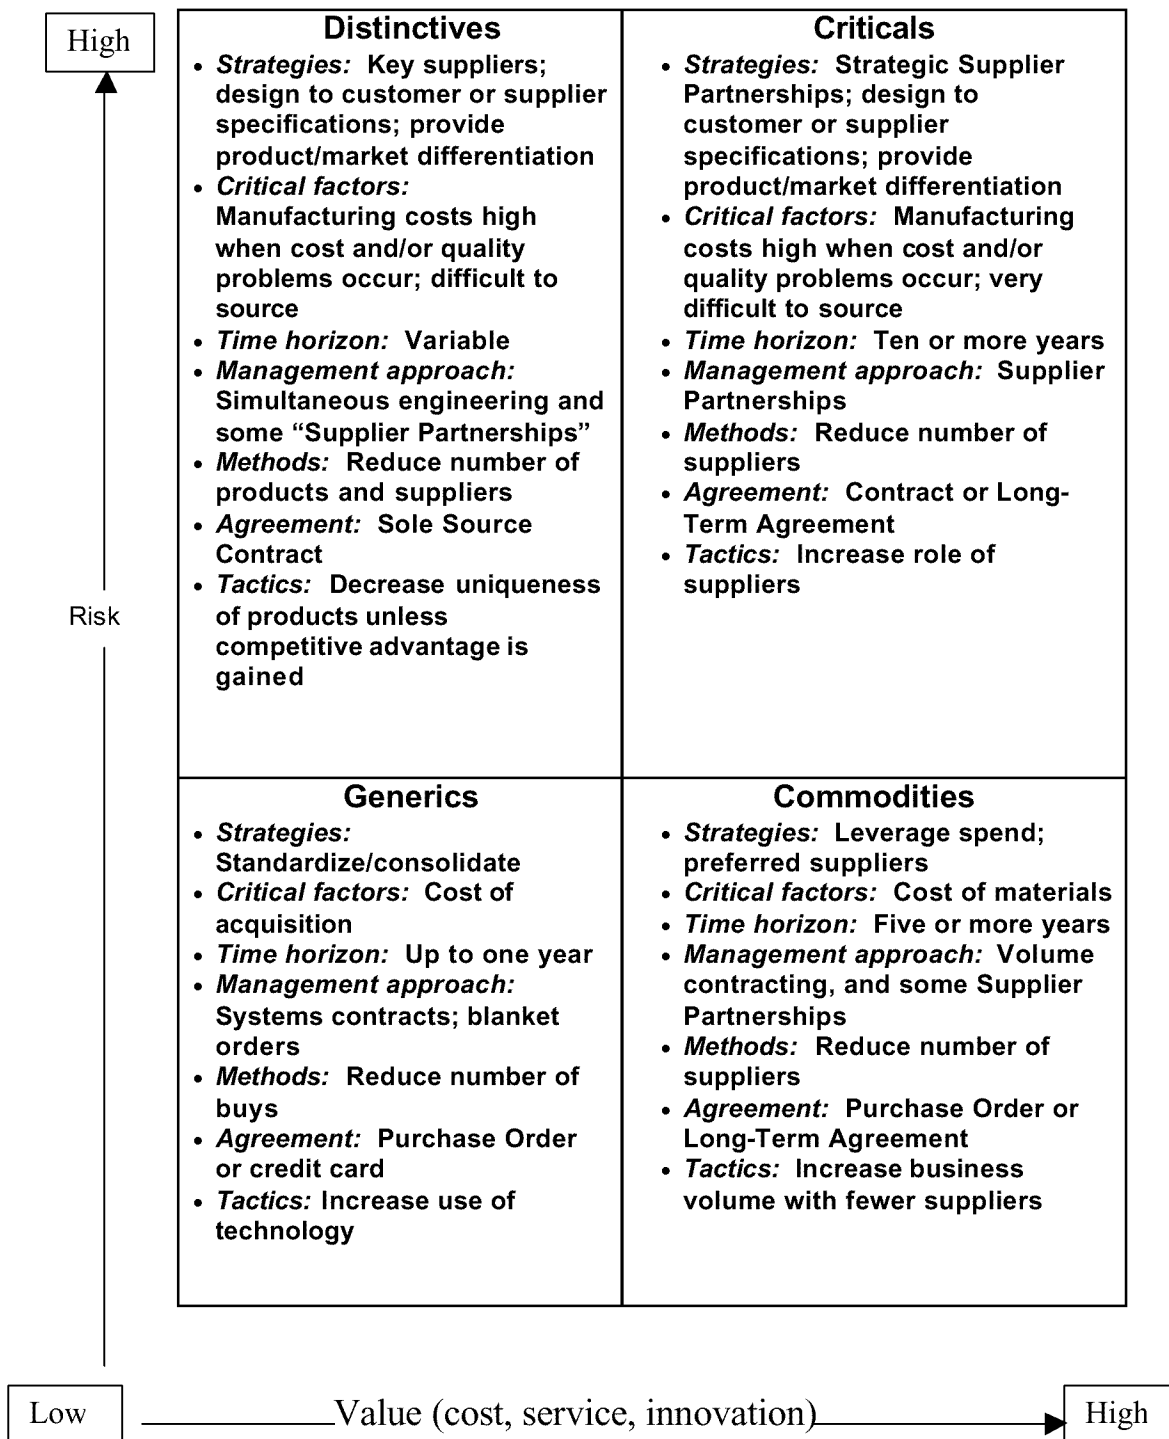 High
Distinctives
• Strategies: Key suppliers;
design to customer or supplier
specifications; provide
product/market differentiation
• Critical factors:
Manufacturing costs high
when cost and/or quality
problems occur; difficult to
source
• Time horizon: Variable
• Management approach:
Simultaneous engineering and
some “Supplier Partnerships”
• Methods: Reduce number of
products and suppliers
• Agreement: Sole Source
Contract
• Tactics: Decrease uniqueness
of products unless
competitive advantage is
gained
Criticals
• Strategies: Strategic Supplier
Partnerships; design to
customer or supplier
specifications; provide
product/market differentiation
• Critical factors: Manufacturing
costs high when cost and/or
quality problems occur; very
difficult to source
• Time horizon: Ten or more years
• Management approach: Supplier
Partnerships
• Methods: Reduce number of
suppliers
• Agreement: Contract or Long-
Term Agreement
• Tactics: Increase role of
suppliers
Risk
Generics
• Strategies:
Standardize/consolidate
• Critical factors: Cost of
acquisition
• Time horizon: Up to one year
• Management approach:
Systems contracts; blanket
orders
• Methods: Reduce number of
buys
• Agreement: Purchase Order
or credit card
• Tactics: Increase use of
technology
Commodities
• Strategies: Leverage spend;
preferred suppliers
• Critical factors: Cost of materials
• Time horizon: Five or more years
• Management approach: Volume
contracting, and some Supplier
Partnerships
• Methods: Reduce number of
suppliers
• Agreement: Purchase Order or
Long-Term Agreement
• Tactics: Increase business
volume with fewer suppliers
Low
Value (cost, service, innovation)
High